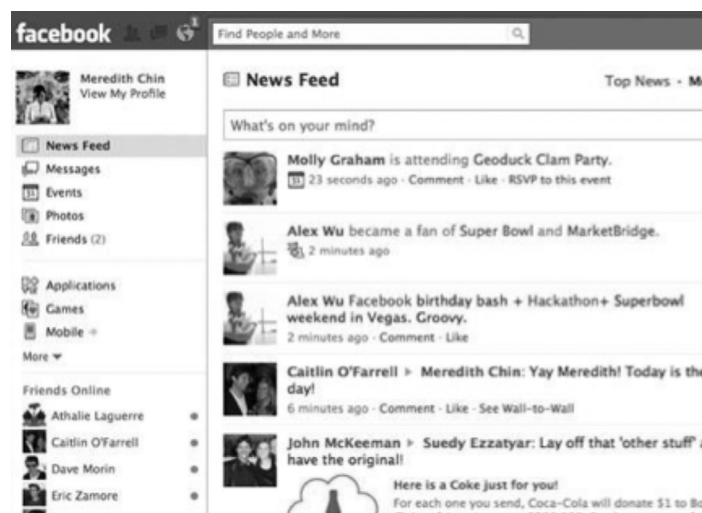 facebook
1
Find People and More
Meredith Chin
View My Profile
News Feed
Messages
31
Events
Photos
Friends (2)
Applications
Games
Mobile
More
Friends Online
Athalie Laguerre
Caitlin O'Farrell
Dave Morin
Eric Zamore
News Feed
Top News ·
What's on your mind?
Molly Graham is attending Geoduck Clam Party.
31 23 seconds ago · Comment · Like · RSVP to this event
Alex Wu became a fan of Super Bowl and MarketBridge.
2 minutes ago
Alex Wu Facebook birthday bash + Hackathon+ Superbowl
weekend in Vegas. Groovy.
2 minutes ago · Comment · Like
Caitlin O'Farrell ▸ Meredith Chin: Yay Meredith! Today is the
day!
6 minutes ago · Comment · Like · See Wall-to-Wall
John McKeeman ▸ Suedy Ezzatyar: Lay off that 'other stuff'
have the original!
Here is a Coke just for you!
For each one you send, Coca-Cola will donate $1 to